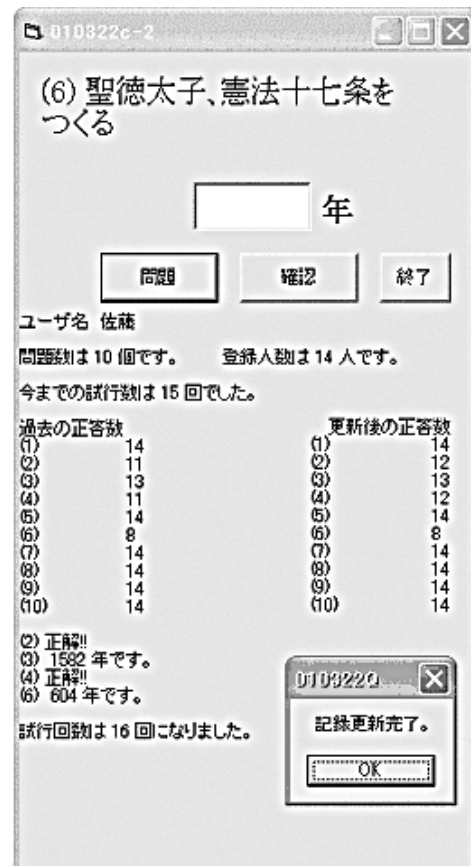 010322c-2
(6) 聖徳太子、憲法十七条を
つくる
年
問題 確認 終了
ユーザ名 佐藤
問題数は 10 個です。 登録人数は 14 人です。
今までの試行数は 15 回でした。
過去の正答数 更新後の正答数
(1) 14 (1) 14
(2) 11 (2) 12
(3) 13 (3) 13
(4) 11 (4) 12
(5) 14 (5) 14
(6) 8 (6) 8
(7) 14 (7) 14
(8) 14 (8) 14
(9) 14 (9) 14
(10) 14 (10) 14
(2) 正解!!
(3) 1582 年です。
(4) 正解!!
(6) 604 年です。
試行回数は 16 回になりました。
010322Q
記録更新完了。
OK